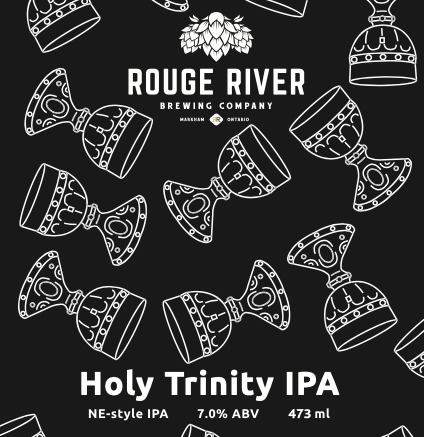 ROUGE RIVER
BREWING COMPANY
MARKHAM ONTARIO
Holy Trinity IPA
NE-style IPA 7.0% ABV 473 ml